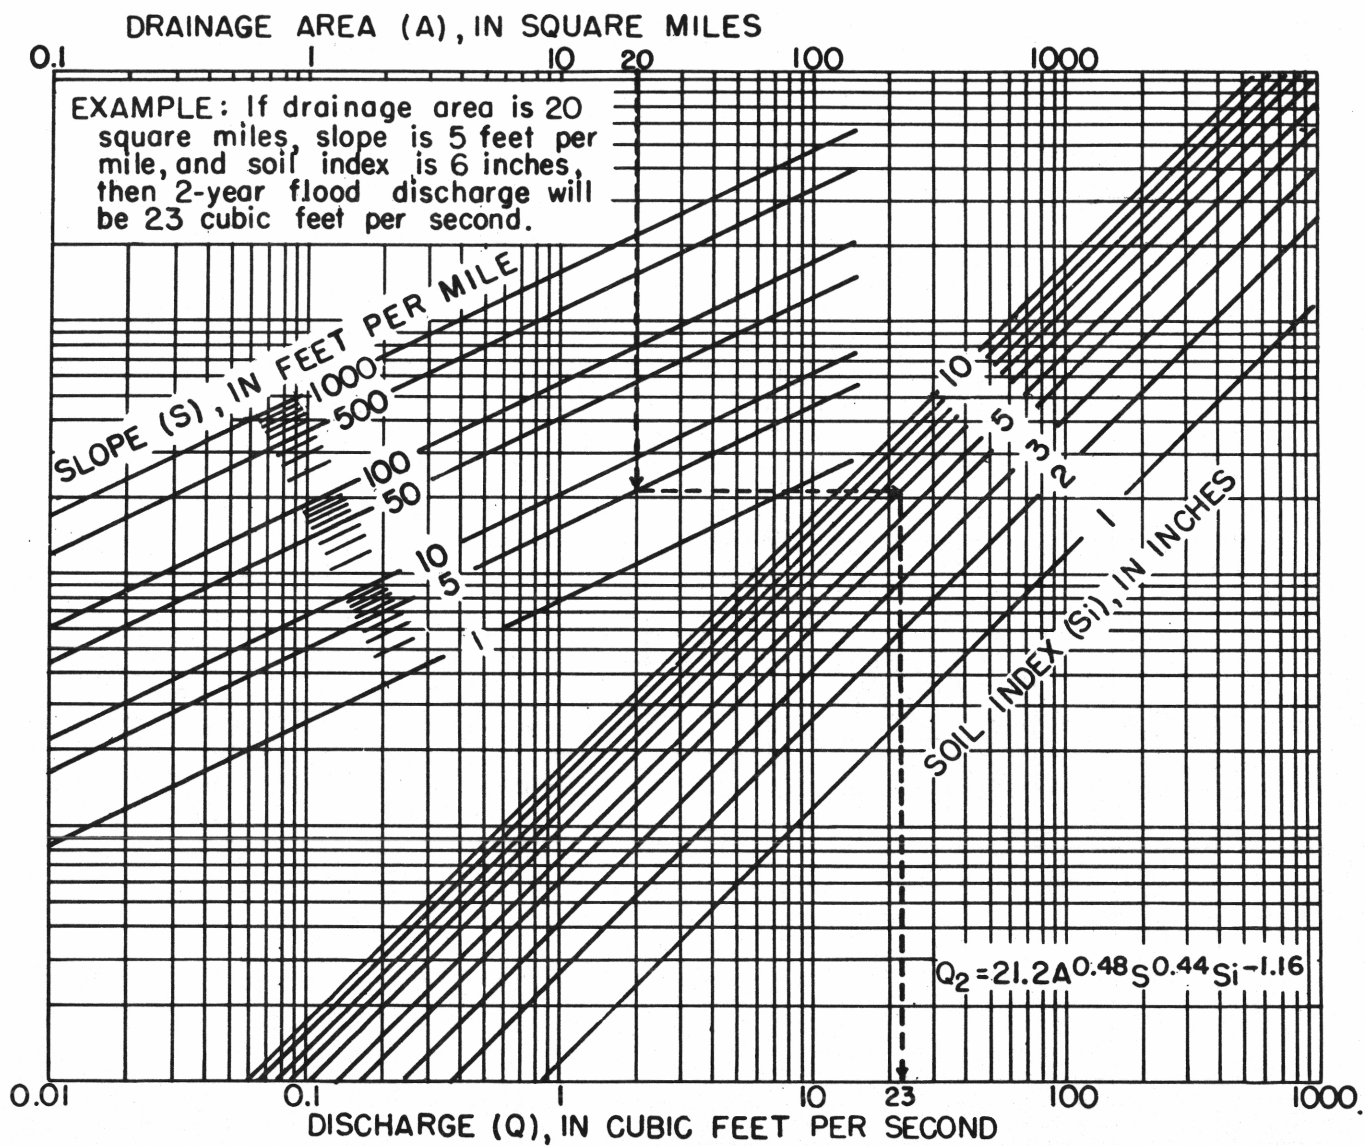 DRAINAGE AREA (A), IN SQUARE MILES
0.1 1 10 20 100 1000
EXAMPLE: If drainage area is 20
square miles, slope is 5 feet per
mile, and soil index is 6 inches,
then 2-year flood discharge will
be 23 cubic feet per second.
SLOPE (S), IN FEET PER MILE
1000
500
100
50
10
5
1
10
5
3
2
1
SOIL INDEX (Si), IN INCHES
Q2=21.2A0.48S0.44Si-1.16
0.01 0.1 1 10 23 100 1000.
DISCHARGE (Q), IN CUBIC FEET PER SECOND